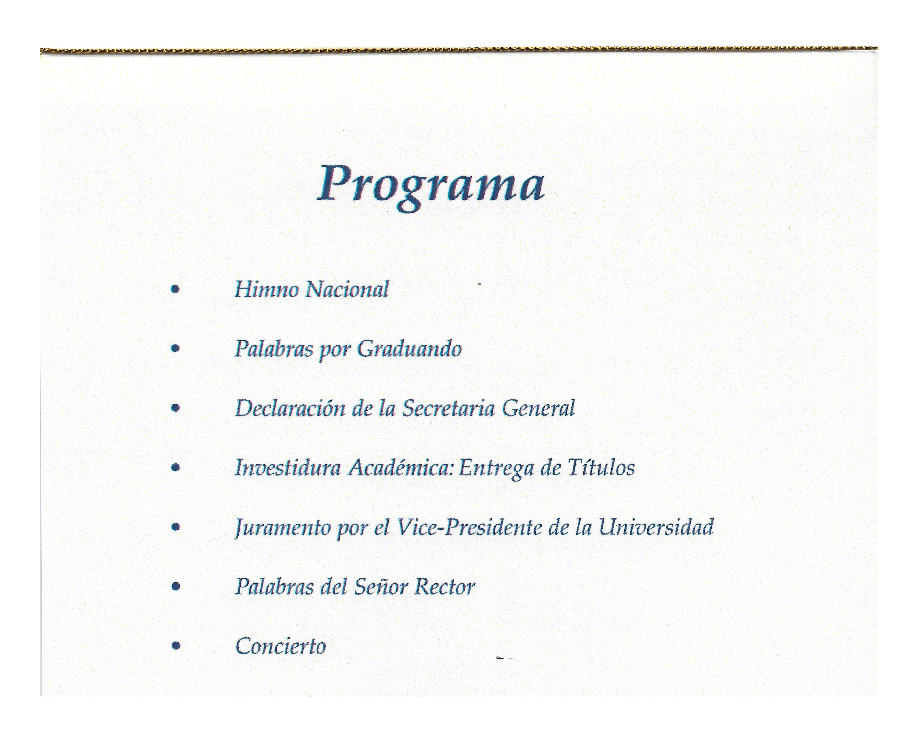 Programa
• Himno Nacional
• Palabras por Graduando
• Declaración de la Secretaria General
• Investidura Académica: Entrega de Títulos
• Juramento por el Vice-Presidente de la Universidad
• Palabras del Señor Rector
• Concierto